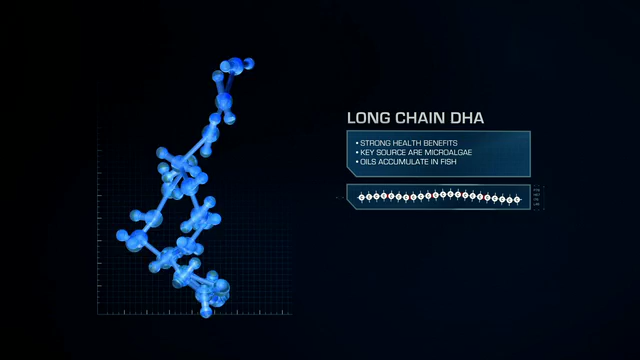 LONG CHAIN DHA
• STRONG HEALTH BENEFITS
• KEY SOURCE ARE MICROALGAE
• OILS ACCUMULATE IN FISH